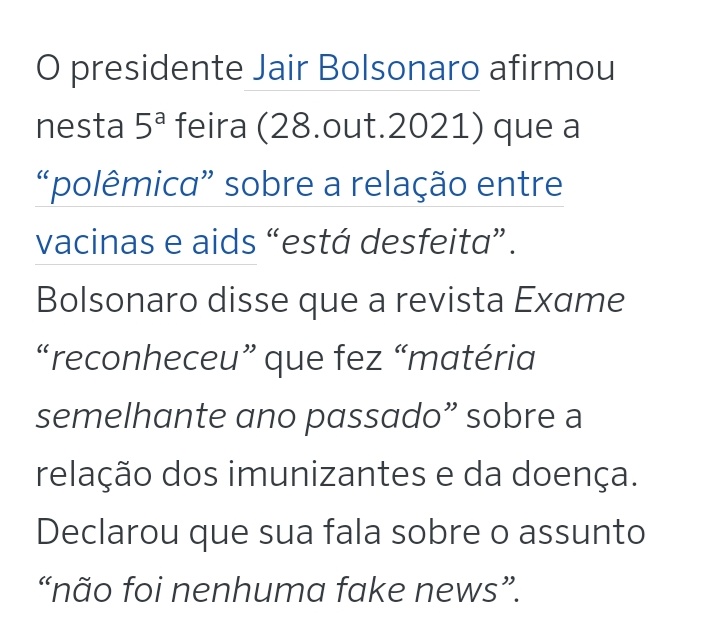 O presidente Jair Bolsonaro afirmou
nesta 5ª feira (28.out.2021) que a
“polêmica” sobre a relação entre
vacinas e aids “está desfeita”.
Bolsonaro disse que a revista Exame
“reconheceu” que fez “matéria
semelhante ano passado” sobre a
relação dos imunizantes e da doença.
Declarou que sua fala sobre o assunto
“não foi nenhuma fake news”.